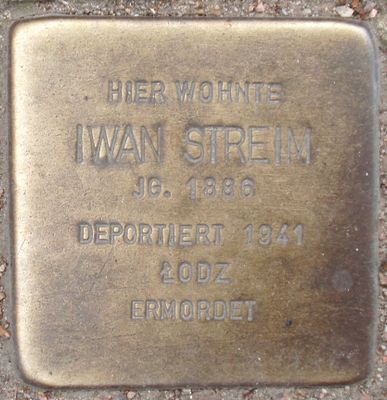 HIER WOHNTE
IWAN STREIM
JG. 1886
DEPORTIERT 1941
ŁODZ
ERMORDET